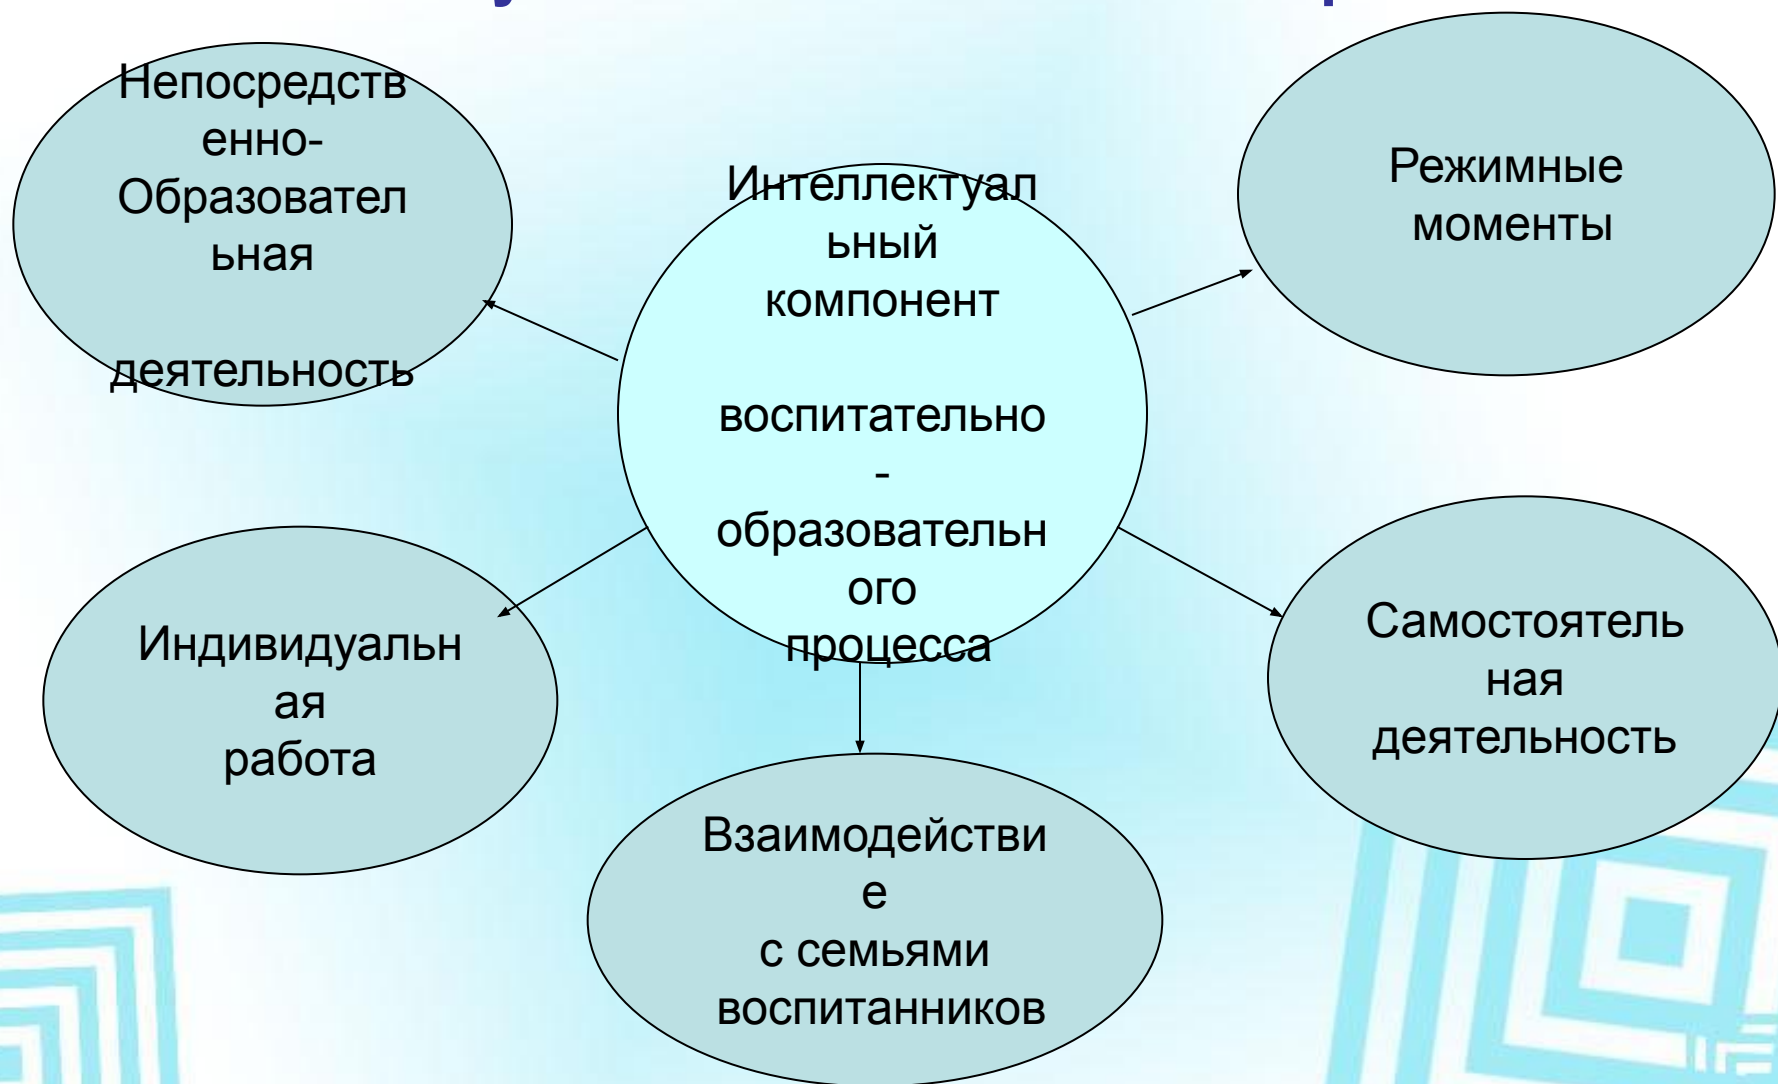 Непосредств
енно-
Образовател
ьная
деятельность
Интеллектуал
ьный
компонент
воспитательно
-
образовательн
ого
процесса
Режимные
моменты
Индивидуальн
ая
работа
Самостоятель
ная
деятельность
Взаимодействи
е
с семьями
воспитанников